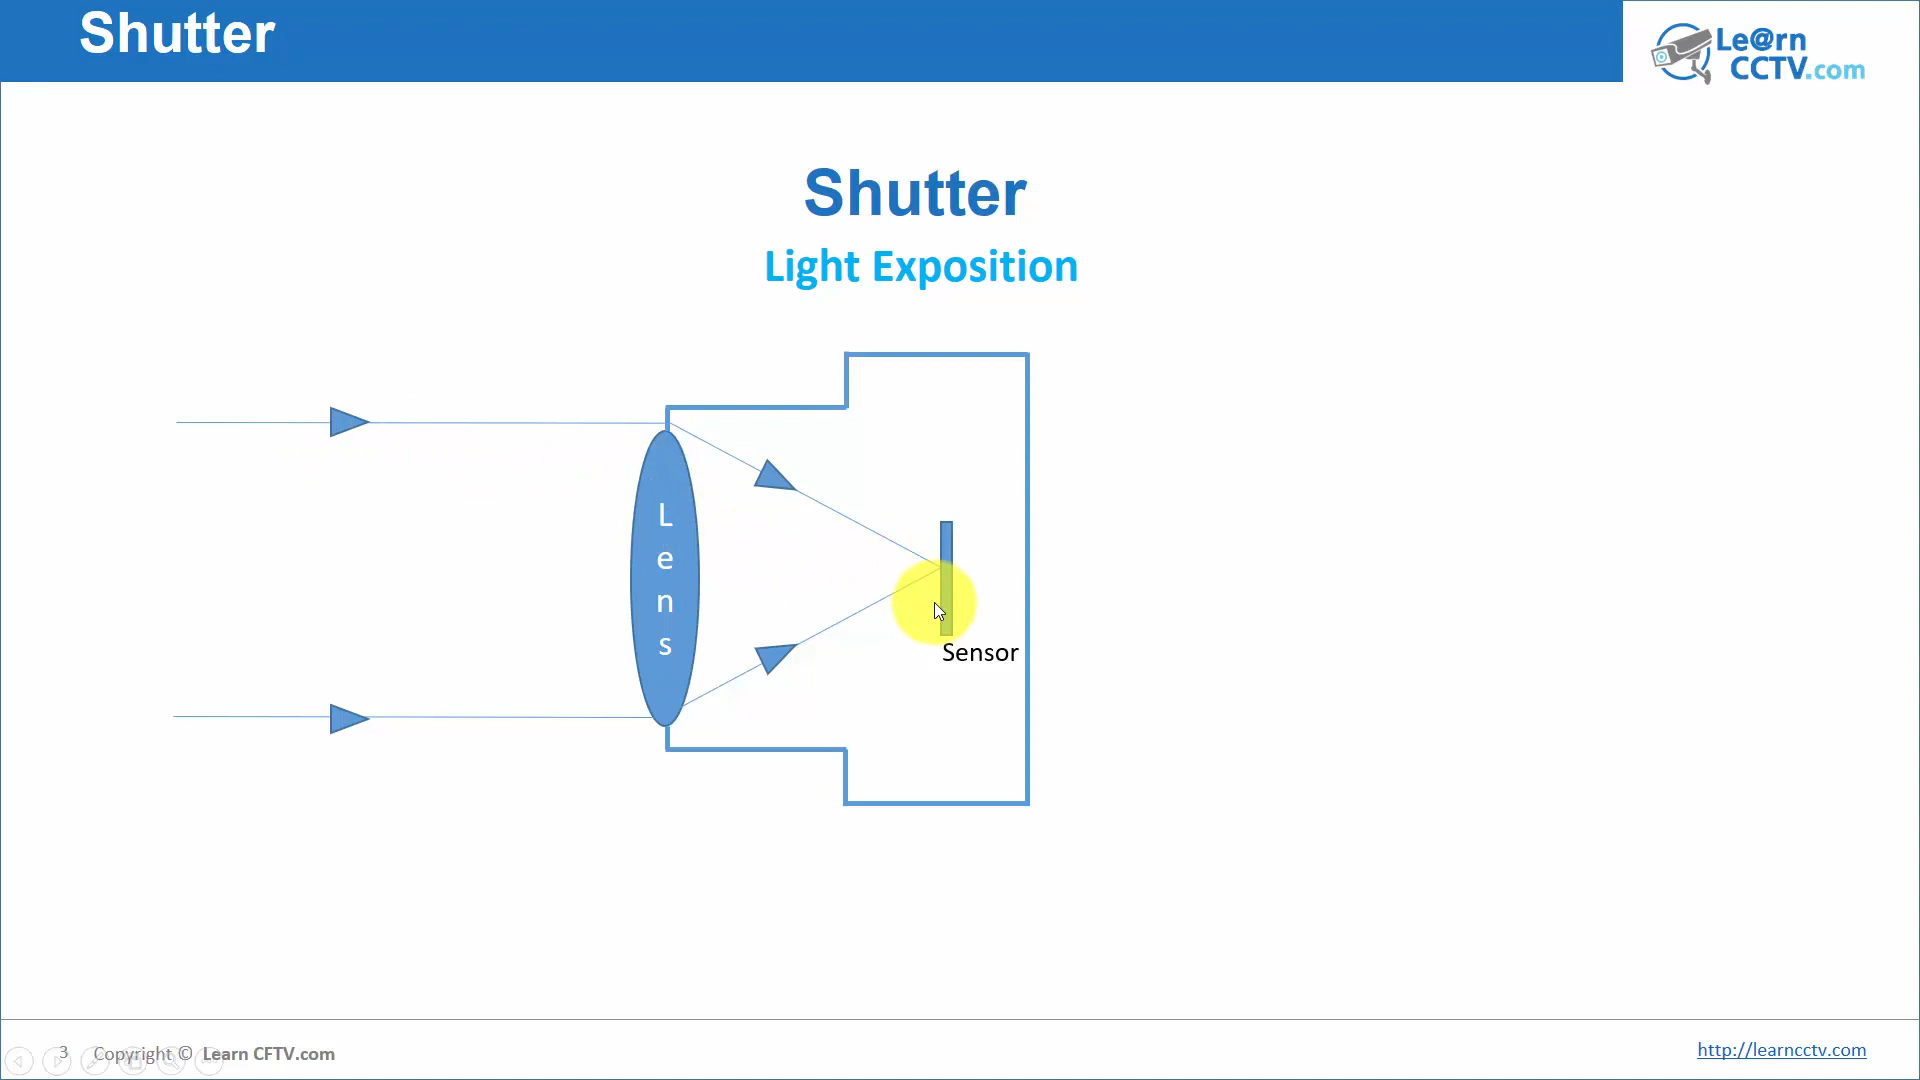 Shutter
Le@rn
CCTV.com
Shutter
Light Exposition
L
e
n
s
Sensor
3
Copyright © Learn CFTV.com
http://learncctv.com